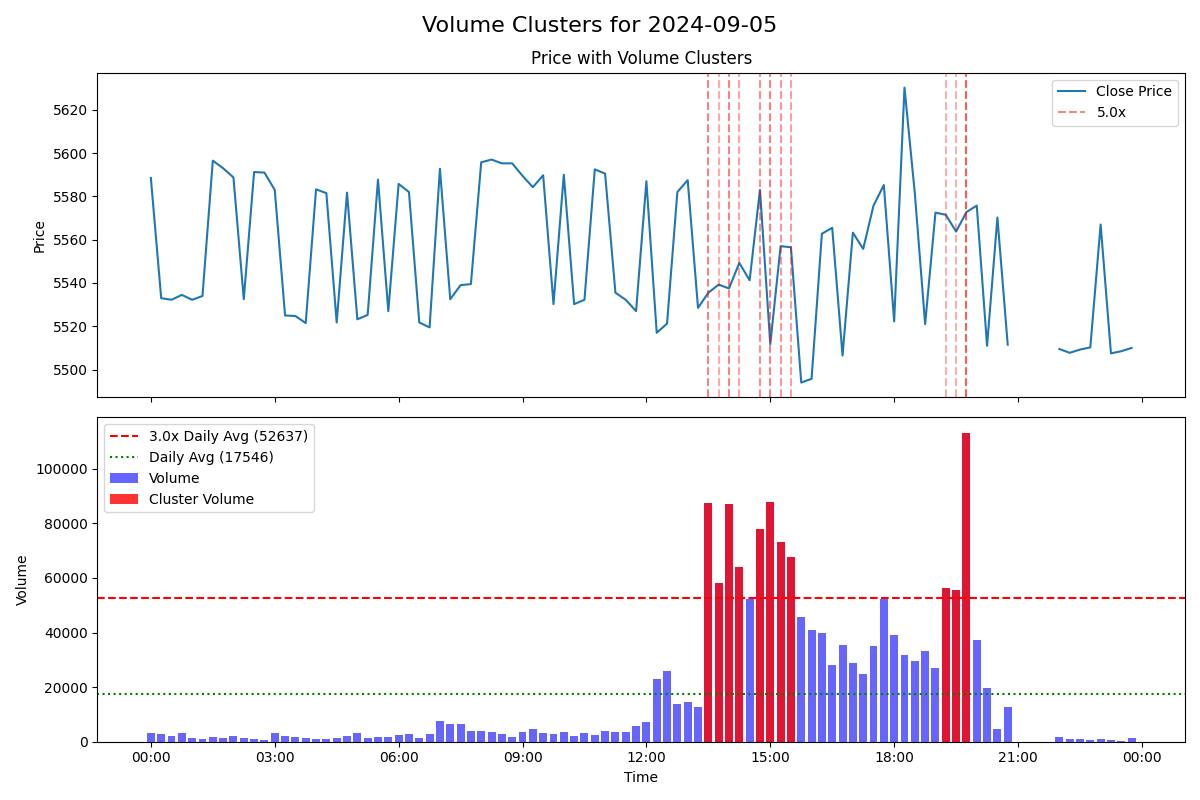 Volume Clusters for 2024-09-05
Price with Volume Clusters
Price
5620
5600
5580
5560
5540
5520
5500
Close Price
5.0x
Volume
100000
80000
60000
40000
20000
0
3.0x Daily Avg (52637)
Daily Avg (17546)
Volume
Cluster Volume
00:00 03:00 06:00 09:00 12:00 15:00 18:00 21:00 00:00
Time